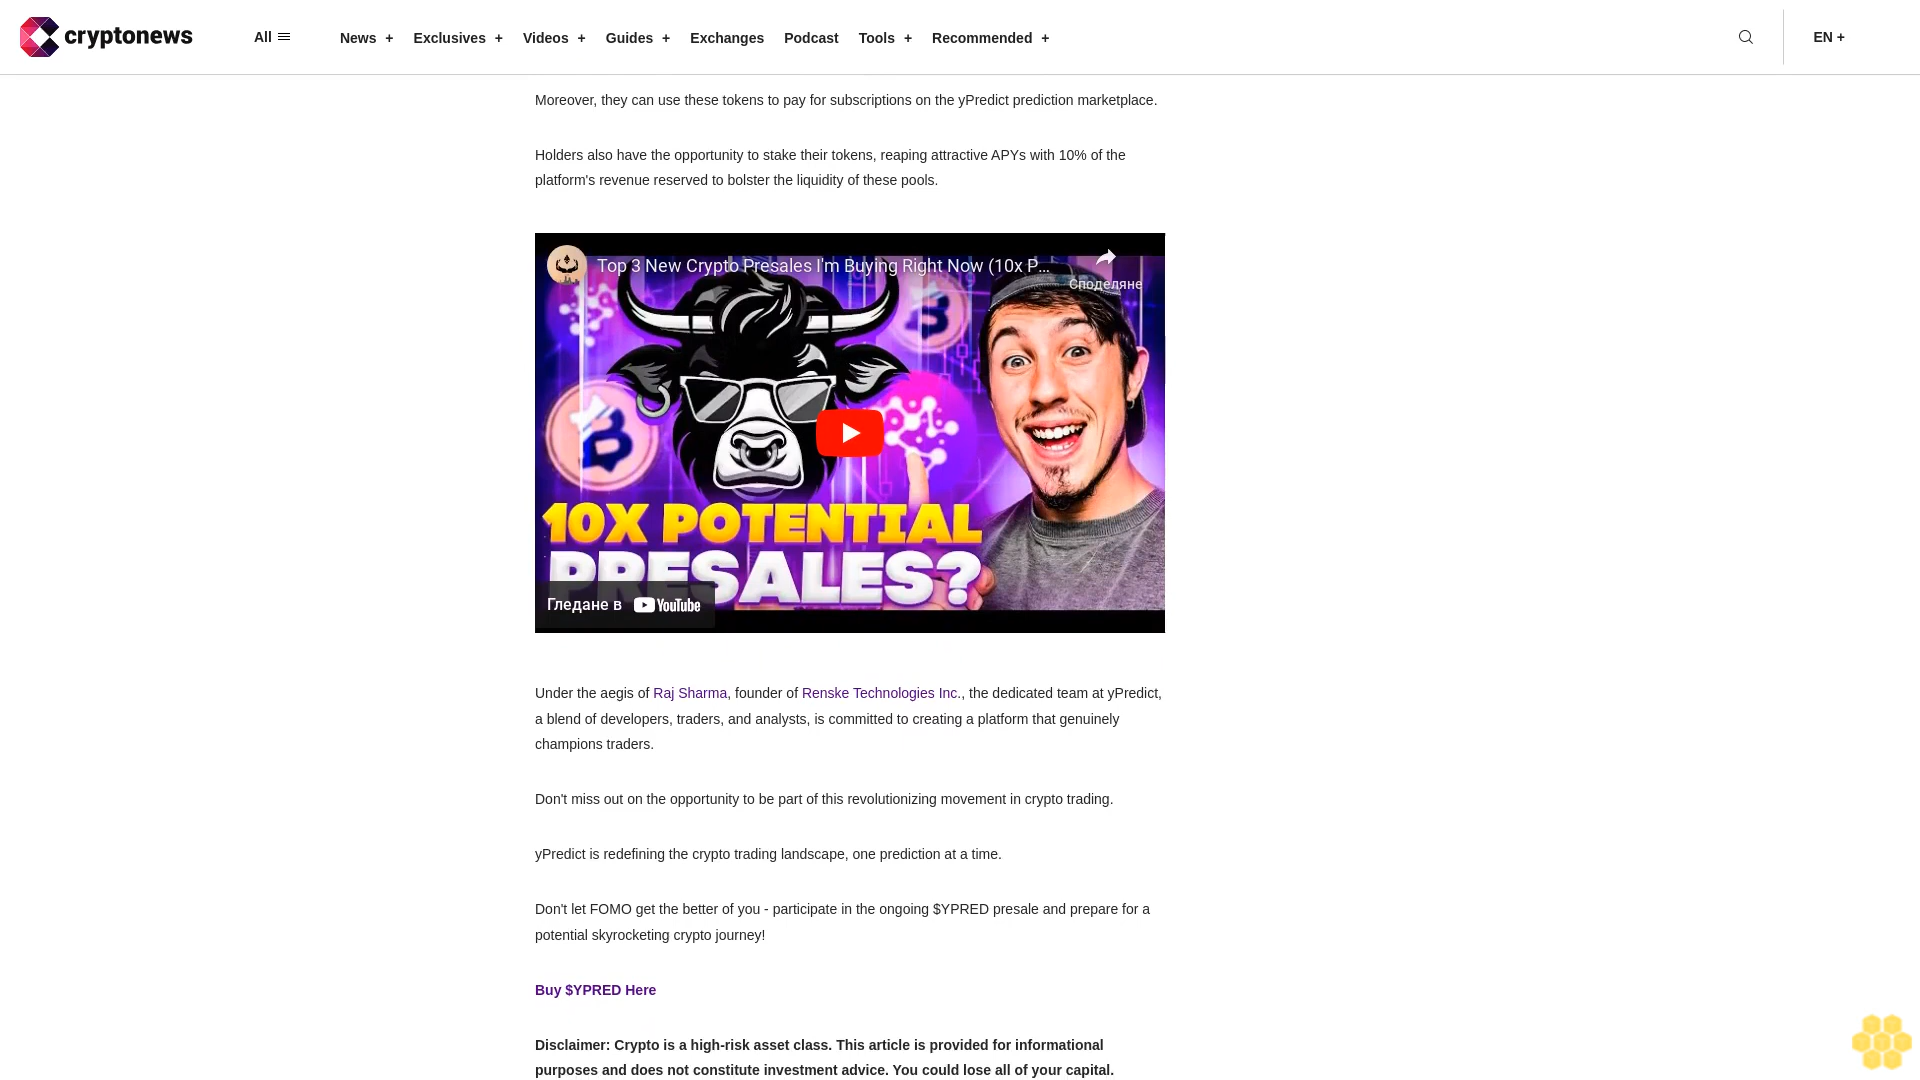 cryptonews
All
News +
Exclusives +
Videos +
Guides +
Exchanges
Podcast
Tools +
Recommended +
EN +
Moreover, they can use these tokens to pay for subscriptions on the yPredict prediction marketplace.
Holders also have the opportunity to stake their tokens, reaping attractive APYs with 10% of the
platform's revenue reserved to bolster the liquidity of these pools.
Top 3 New Crypto Presales I'm Buying Right Now (10x P...
Споделяне
10X POTENTIAL
PRESALES?
Гледане в YouTube
Under the aegis of Raj Sharma, founder of Renske Technologies Inc., the dedicated team at yPredict,
a blend of developers, traders, and analysts, is committed to creating a platform that genuinely
champions traders.
Don't miss out on the opportunity to be part of this revolutionizing movement in crypto trading.
yPredict is redefining the crypto trading landscape, one prediction at a time.
Don't let FOMO get the better of you - participate in the ongoing $YPRED presale and prepare for a
potential skyrocketing crypto journey!
Buy $YPRED Here
Disclaimer: Crypto is a high-risk asset class. This article is provided for informational
purposes and does not constitute investment advice. You could lose all of your capital.